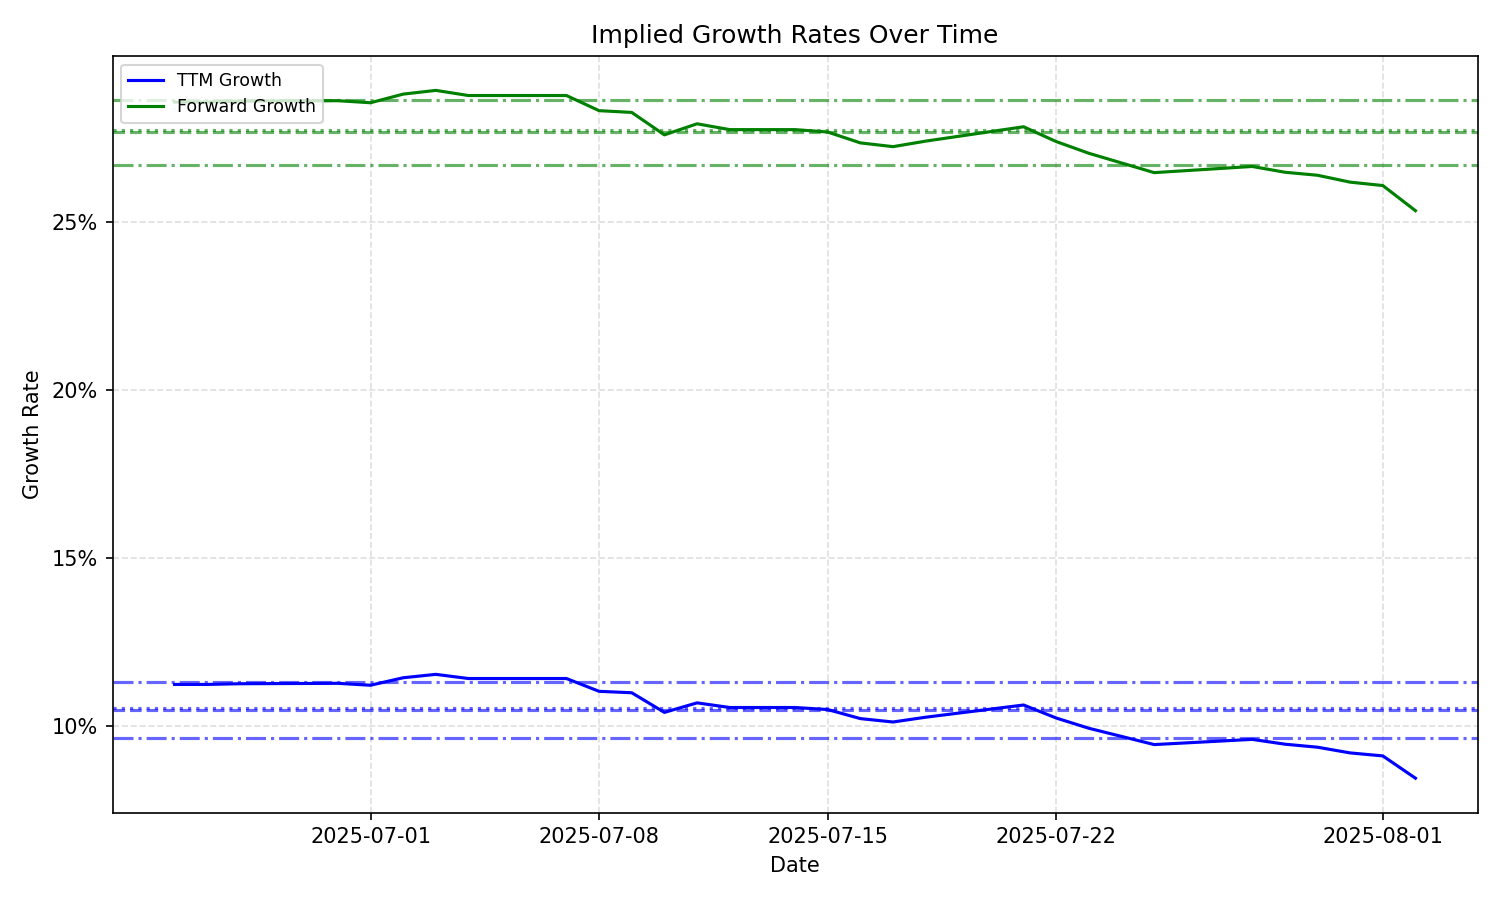 Implied Growth Rates Over Time
TTM Growth
Forward Growth
25%
20%
15%
10%
Growth Rate
2025-07-01
2025-07-08
2025-07-15
2025-07-22
2025-08-01
Date